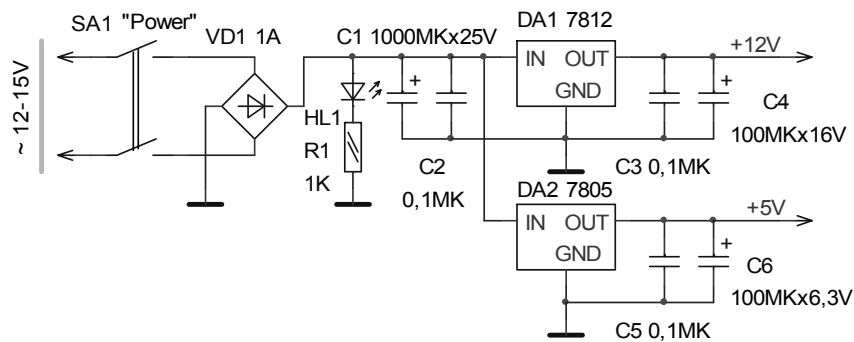 SA1 "Power"
VD1 1A
C1 1000MKx25V
DA1 7812
IN OUT
GND
+12V
~ 12-15V
HL1
R1
1K
C2
0,1MK
C4
100MKx16V
C3 0,1MK
DA2 7805
IN OUT
GND
+5V
C6
100MKx6,3V
C5 0,1MK
+
+
+